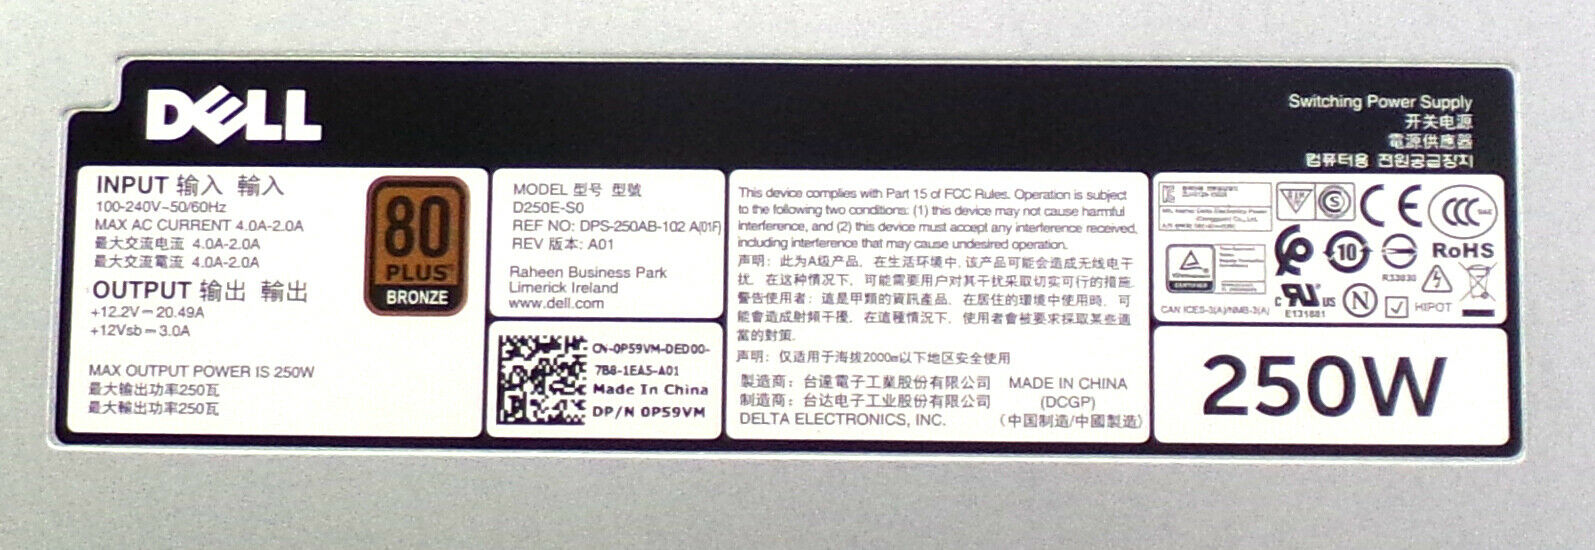 DELL
Switching Power Supply
开关电源
電源供應器
컴퓨터용 전원공급장치
INPUT 输入 輸入
100-240V~50/60Hz
MAX AC CURRENT 4.0A-2.0A
最大交流电流 4.0A-2.0A
最大交流電流 4.0A-2.0A
OUTPUT 输出 輸出
+12.2V⎓20.49A
+12Vsb⎓3.0A
MAX OUTPUT POWER IS 250W
最大输出功率250瓦
最大輸出功率250瓦
80
PLUS
BRONZE
MODEL 型号 型號
D250E-S0
REF NO: DPS-250AB-102 A(01F)
REV 版本: A01
Raheen Business Park
Limerick Ireland
www.dell.com
CN-0P59VM-DED00-
7B8-1EA5-A01
Made In China
DP/N 0P59VM
This device complies with Part 15 of FCC Rules. Operation is subject
to the following two conditions: (1) this device may not cause harmful
interference, and (2) this device must accept any interference received,
including interference that may cause undesired operation.
声明: 此为A级产品, 在生活环境中,该产品可能会造成无线电干
扰, 在这种情况下, 可能需要用户对其干扰采取切实可行的措施.
警告使用者: 這是甲類的資訊產品, 在居住的環境中使用時, 可
能會造成射頻干擾, 在這種情況下, 使用者會被要求採取某些適
當的對策.
声明: 仅适用于海拔2000m以下地区安全使用
製造商: 台達電子工業股份有限公司 MADE IN CHINA
制造商: 台达电子工业股份有限公司 (DCGP)
DELTA ELECTRONICS, INC. (中国制造/中國製造)
CE
CCC
S&E
10
RoHS
R33030
c RU US
E131881
N
HIPOT
CAN ICES-3(A)/NMB-3(A)
250W